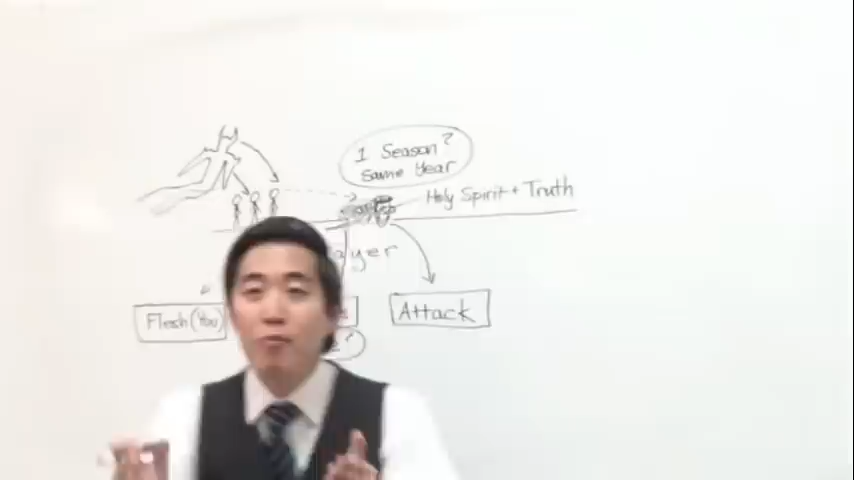 1 Season?
Same Year
Holy Spirit + Truth
Flesh (You)
Attack